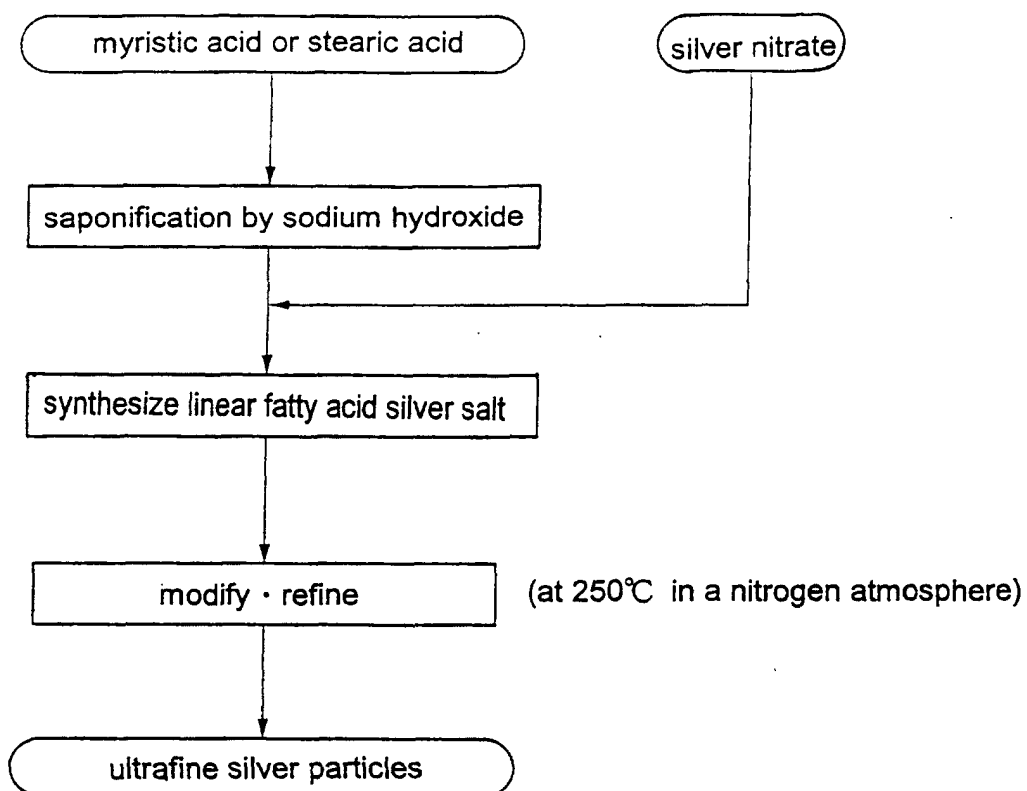 myristic acid or stearic acid
silver nitrate
saponification by sodium hydroxide
synthesize linear fatty acid silver salt
modify・refine
(at 250℃ in a nitrogen atmosphere)
ultrafine silver particles